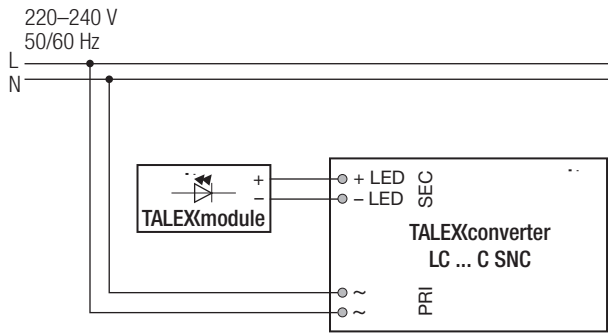 220–240 V
50/60 Hz
L
N
+
−
TALEXmodule
+ LED
− LED
SEC
TALEXconverter
LC ... C SNC
~
~
PRI